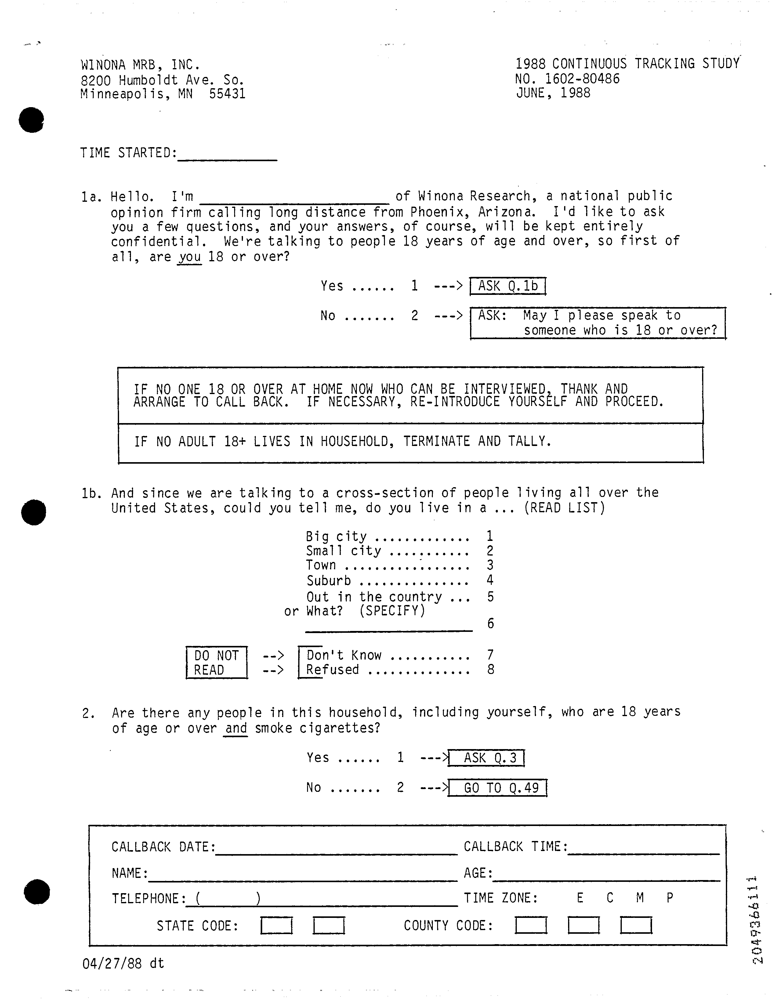 WINONA MRB, INC.
8200 Humboldt Ave. So.
Minneapolis, MN 55431
1988 CONTINUOUS TRACKING STUDY
NO. 1602-80486
JUNE, 1988
TIME STARTED:
1a. Hello. I'm _______________ of Winona Research, a national public
opinion firm calling long distance from Phoenix, Arizona. I'd like to ask
you a few questions, and your answers, of course, will be kept entirely
confidential. We're talking to people 18 years of age and over, so first of
all, are you 18 or over?
Yes ...... 1 ---> ASK Q.1b
No ....... 2 ---> ASK: May I please speak to
someone who is 18 or over?
IF NO ONE 18 OR OVER AT HOME NOW WHO CAN BE INTERVIEWED, THANK AND
ARRANGE TO CALL BACK. IF NECESSARY, RE-INTRODUCE YOURSELF AND PROCEED.
IF NO ADULT 18+ LIVES IN HOUSEHOLD, TERMINATE AND TALLY.
1b. And since we are talking to a cross-section of people living all over the
United States, could you tell me, do you live in a ... (READ LIST)
Big city ............. 1
Small city ........... 2
Town ................. 3
Suburb ............... 4
Out in the country ... 5
or What? (SPECIFY)
_______________ 6
DO NOT --> Don't Know ........... 7
READ --> Refused .............. 8
2. Are there any people in this household, including yourself, who are 18 years
of age or over and smoke cigarettes?
Yes ...... 1 ---> ASK Q.3
No ....... 2 ---> GO TO Q.49
CALLBACK DATE: CALLBACK TIME:
NAME: AGE:
TELEPHONE: ( ) TIME ZONE: E C M P
STATE CODE: COUNTY CODE:
04/27/88 dt
2049366111